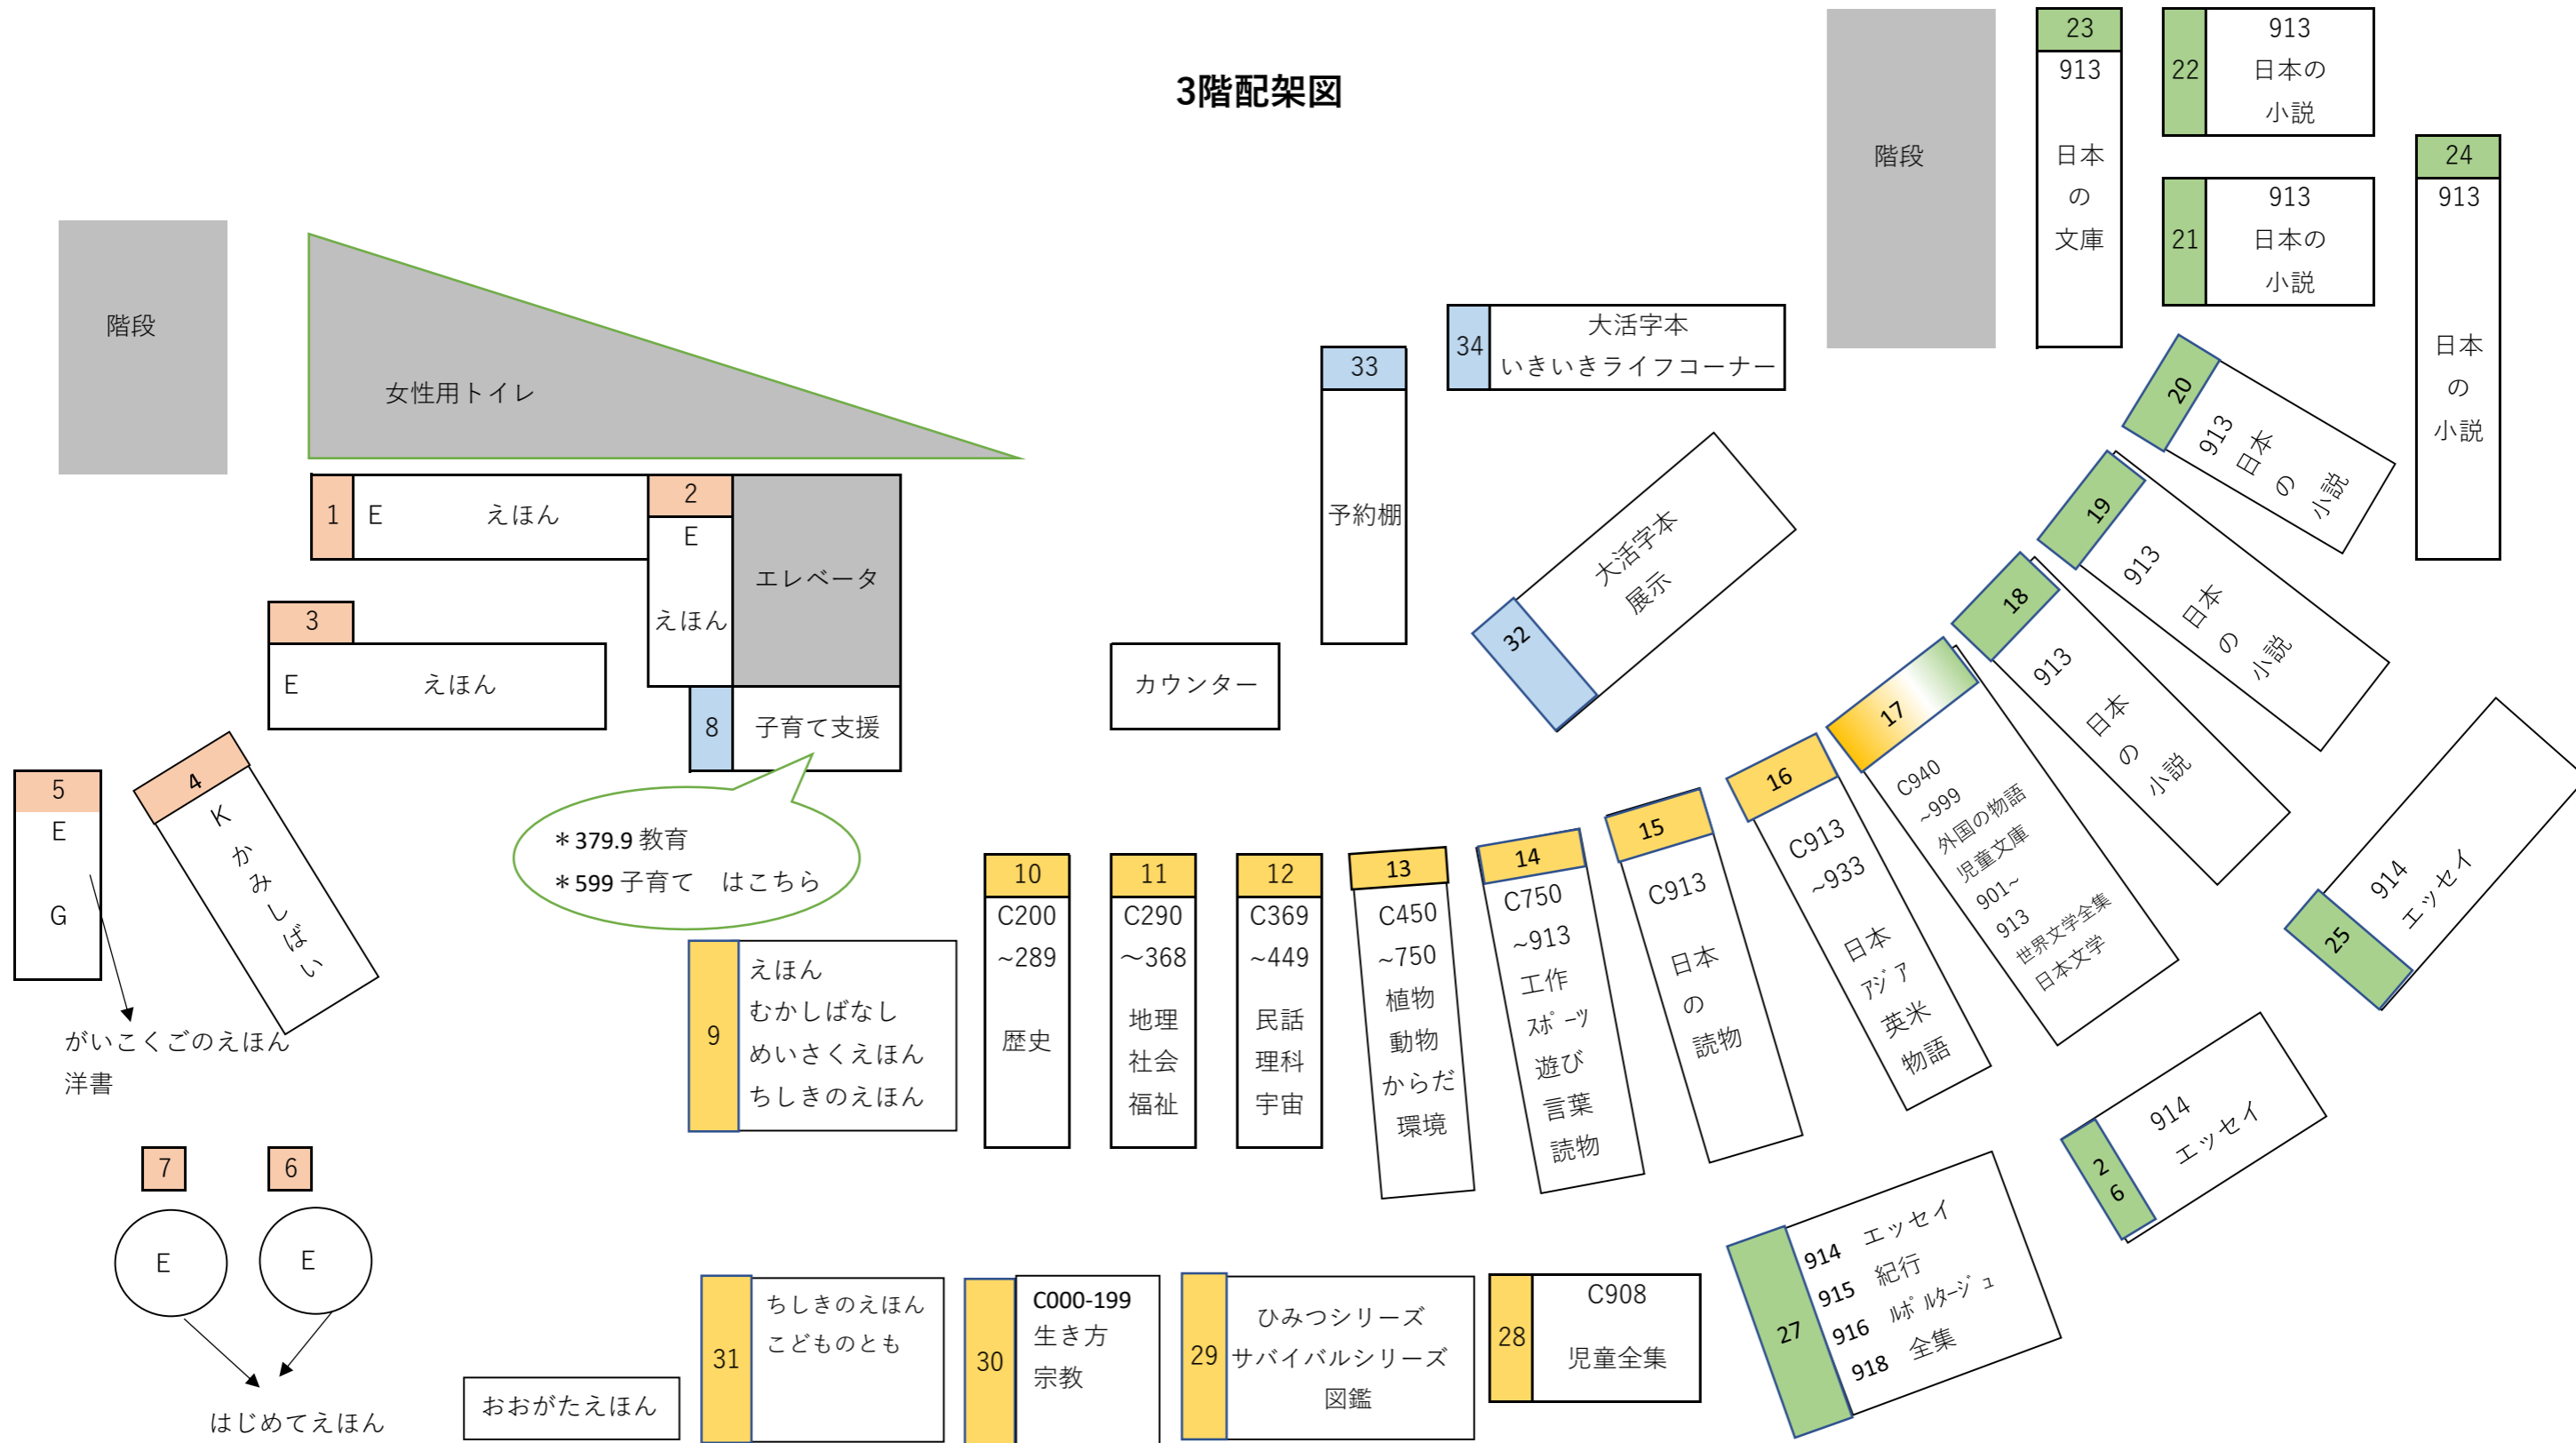 3階配架図
階段
女性用トイレ
1
E えほん
2
E
えほん
エレベータ
3
E えほん
8
子育て支援
＊379.9 教育
＊599 子育て　はこちら
4
K
かみしばい
5
E
G
がいこくごのえほん
洋書
7
6
E
E
はじめてえほん
おおがたえほん
9
えほん
むかしばなし
めいさくえほん
ちしきのえほん
10
C200
~289
歴史
11
C290
～368
地理
社会
福祉
12
C369
~449
民話
理科
宇宙
13
C450
~750
植物
動物
からだ
環境
14
C750
~913
工作
ｽﾎﾟｰﾂ
遊び
言葉
読物
15
C913
日本
の
読物
16
C913
~933
日本
ｱｼﾞｱ
英米
物語
17
C940
~999
外国の物語
児童文庫
901~
913
世界文学全集
日本文学
18
913
日本
の
小説
19
913
日本
の
小説
20
913
日本
の
小説
階段
23
913
日本
の
文庫
22
913
日本の
小説
21
913
日本の
小説
24
913
日本
の
小説
34
大活字本
いきいきライフコーナー
33
予約棚
32
大活字本
展示
カウンター
25
914
エッセイ
26
914
エッセイ
27
914 エッセイ
915 紀行
916 ﾙﾎﾟﾙﾀｰｼﾞｭ
918 全集
28
C908
児童全集
29
ひみつシリーズ
サバイバルシリーズ
図鑑
30
C000-199
生き方
宗教
31
ちしきのえほん
こどものとも